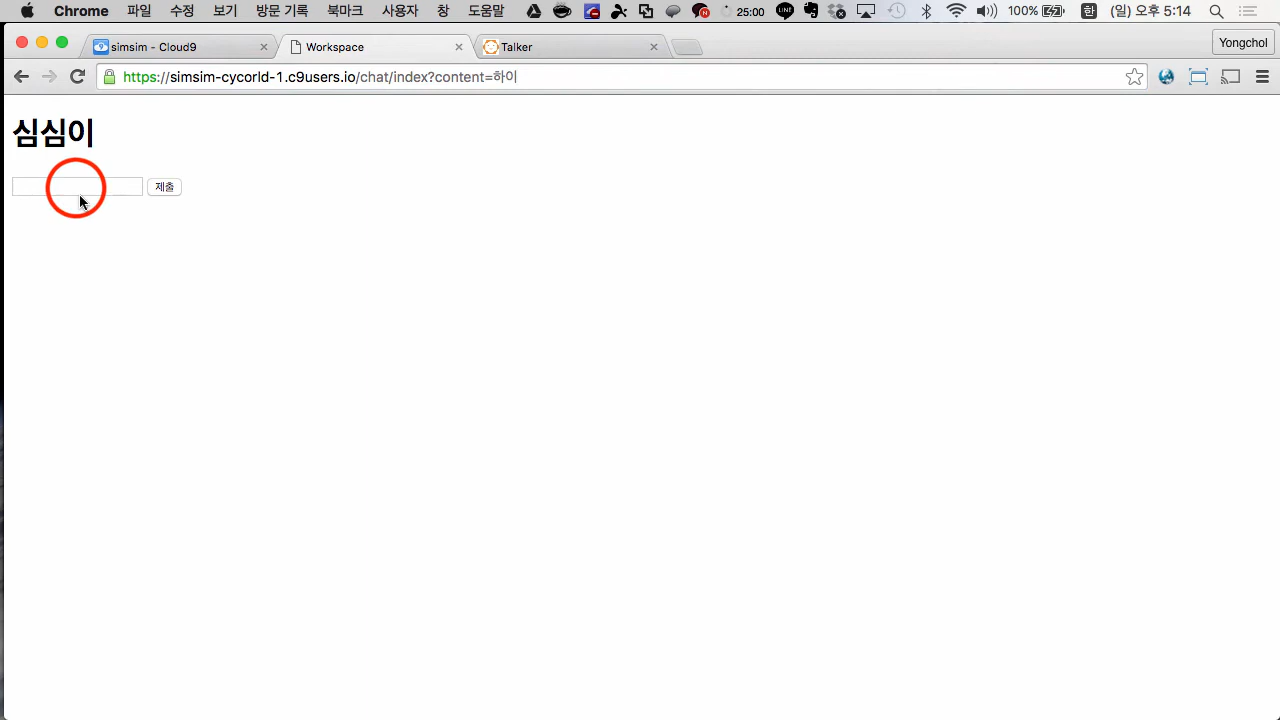 Chrome 파일 수정 보기 방문 기록 북마크 사용자 창 도움말 25:00 LINE 100% 한 (일) 오후 5:14
simsim - Cloud9 Workspace Talker Yongchol
https://simsim-cycorld-1.c9users.io/chat/index?content=하이
심심이
제출